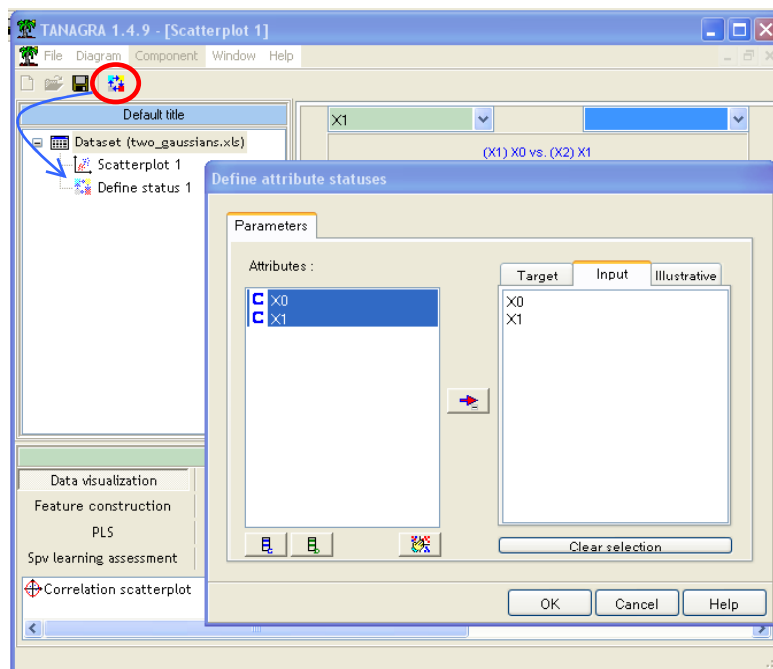 TANAGRA 1.4.9 - [Scatterplot 1]
File Diagram Component Window Help
Default title
Dataset (two_gaussians.xls)
Scatterplot 1
Define status 1
X1
(X1) X0 vs. (X2) X1
Define attribute statuses
Parameters
Attributes :
C X0
C X1
Target Input Illustrative
X0
X1
Clear selection
OK Cancel Help
Data visualization
Feature construction
PLS
Spv learning assessment
Correlation scatterplot